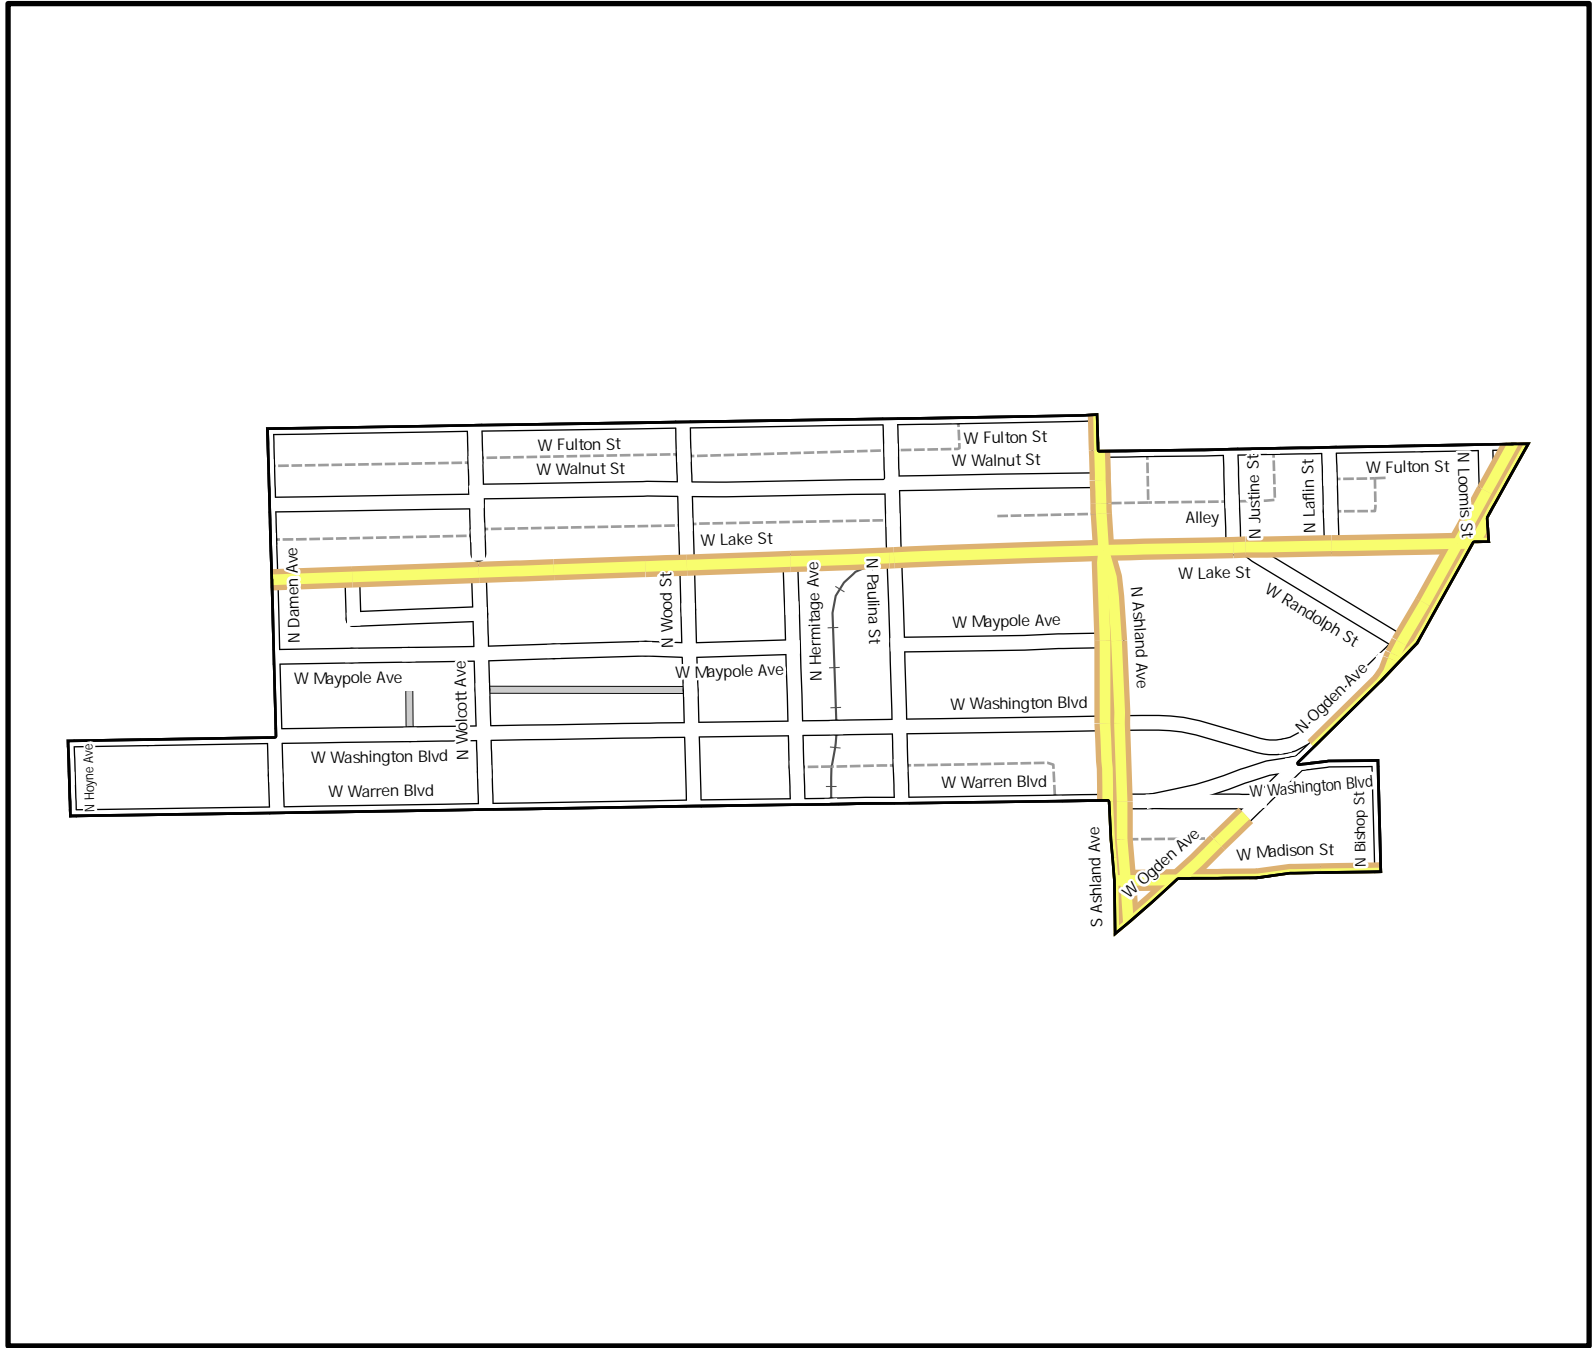 W Fulton St
W Fulton St
W Walnut St
W Walnut St
W Fulton St
N Loomis St
N Justine St
N Laflin St
Alley
W Lake St
W Lake St
N Damen Ave
N Wood St
N Hermitage Ave
N Paulina St
N Ashland Ave
W Randolph St
W Maypole Ave
W Maypole Ave
W Maypole Ave
N Wolcott Ave
N Ogden Ave
W Washington Blvd
N Hoyne Ave
W Washington Blvd
W Warren Blvd
W Warren Blvd
W Washington Blvd
N Bishop St
S Ashland Ave
W Ogden Ave
W Madison St